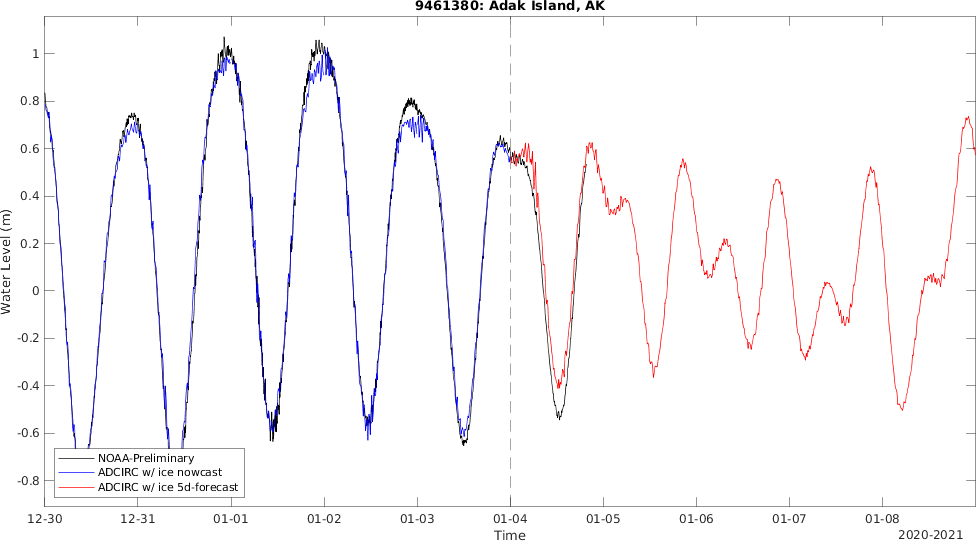 9461380: Adak Island, AK
Water Level (m)
1
0.8
0.6
0.4
0.2
0
-0.2
-0.4
-0.6
-0.8
NOAA-Preliminary
ADCIRC w/ ice nowcast
ADCIRC w/ ice 5d-forecast
12-30 12-31 01-01 01-02 01-03 01-04 01-05 01-06 01-07 01-08
Time
2020-2021